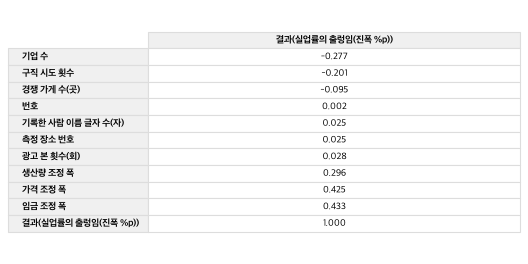 결과(실업률의 출렁임(진폭 %p))
기업 수 -0.277
구직 시도 횟수 -0.201
경쟁 가게 수(곳) -0.095
번호 0.002
기록한 사람 이름 글자 수(자) 0.025
측정 장소 번호 0.025
광고 본 횟수(회) 0.028
생산량 조정 폭 0.296
가격 조정 폭 0.425
임금 조정 폭 0.433
결과(실업률의 출렁임(진폭 %p)) 1.000